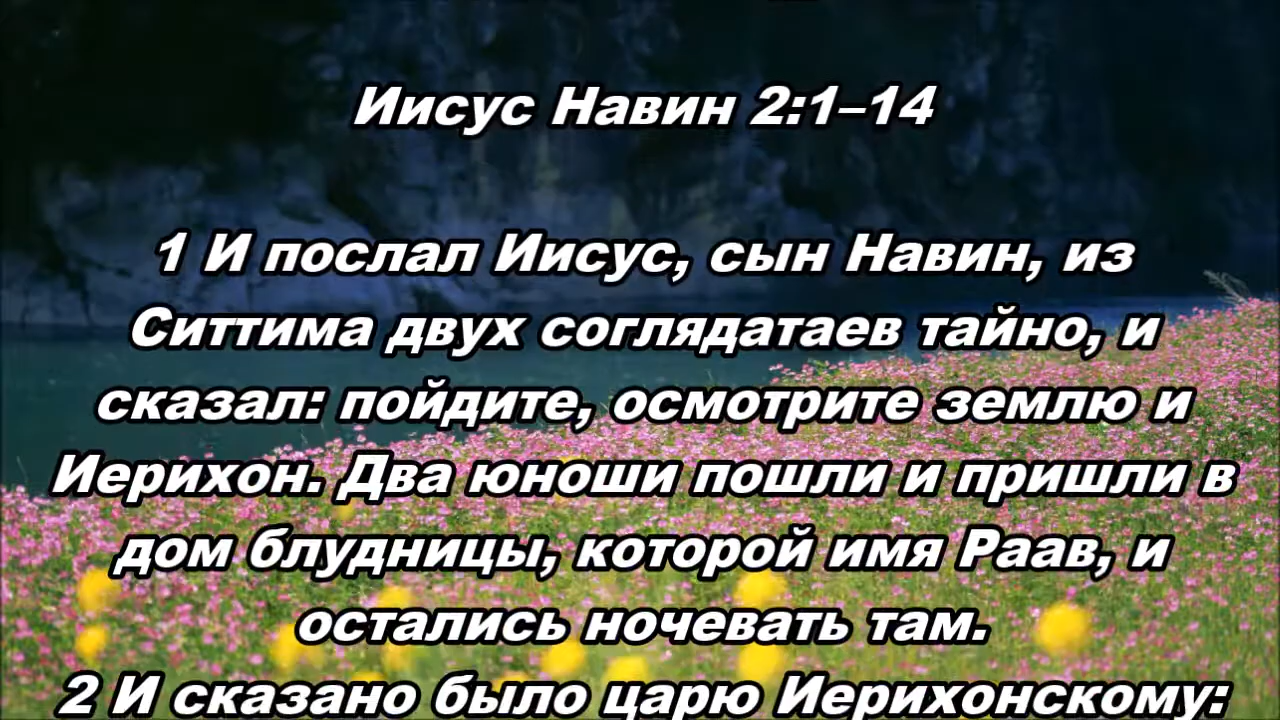 Иисус Навин 2:1–14
1 И послал Иисус, сын Навин, из
Ситтима двух соглядатаев тайно, и
сказал: пойдите, осмотрите землю и
Иерихон. Два юноши пошли и пришли в
дом блудницы, которой имя Раав, и
остались ночевать там.
2 И сказано было царю Иерихонскому: